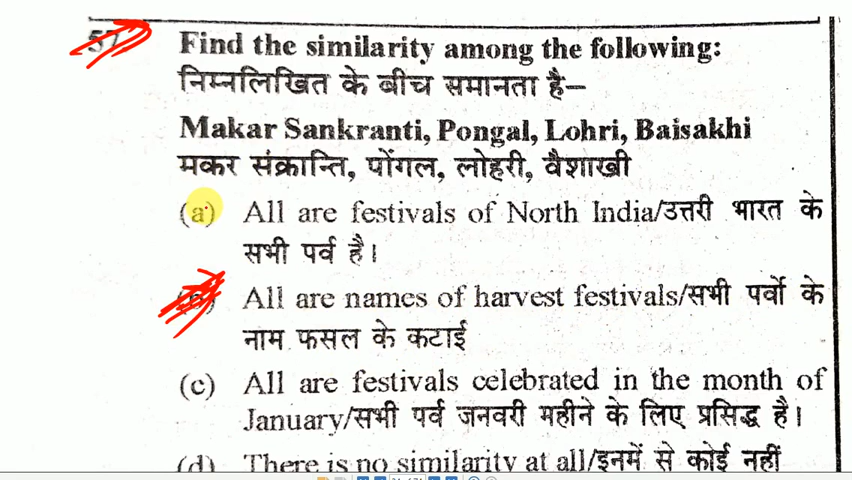 57.
Find the similarity among the following:
निम्नलिखित के बीच समानता है–
Makar Sankranti, Pongal, Lohri, Baisakhi
मकर संक्रान्ति, पोंगल, लोहरी, वैशाखी
(a) All are festivals of North India/उत्तरी भारत के
सभी पर्व है।
(b) All are names of harvest festivals/सभी पर्वो के
नाम फसल के कटाई
(c) All are festivals celebrated in the month of
January/सभी पर्व जनवरी महीने के लिए प्रसिद्ध है।
(d) There is no similarity at all/इनमें से कोई नहीं